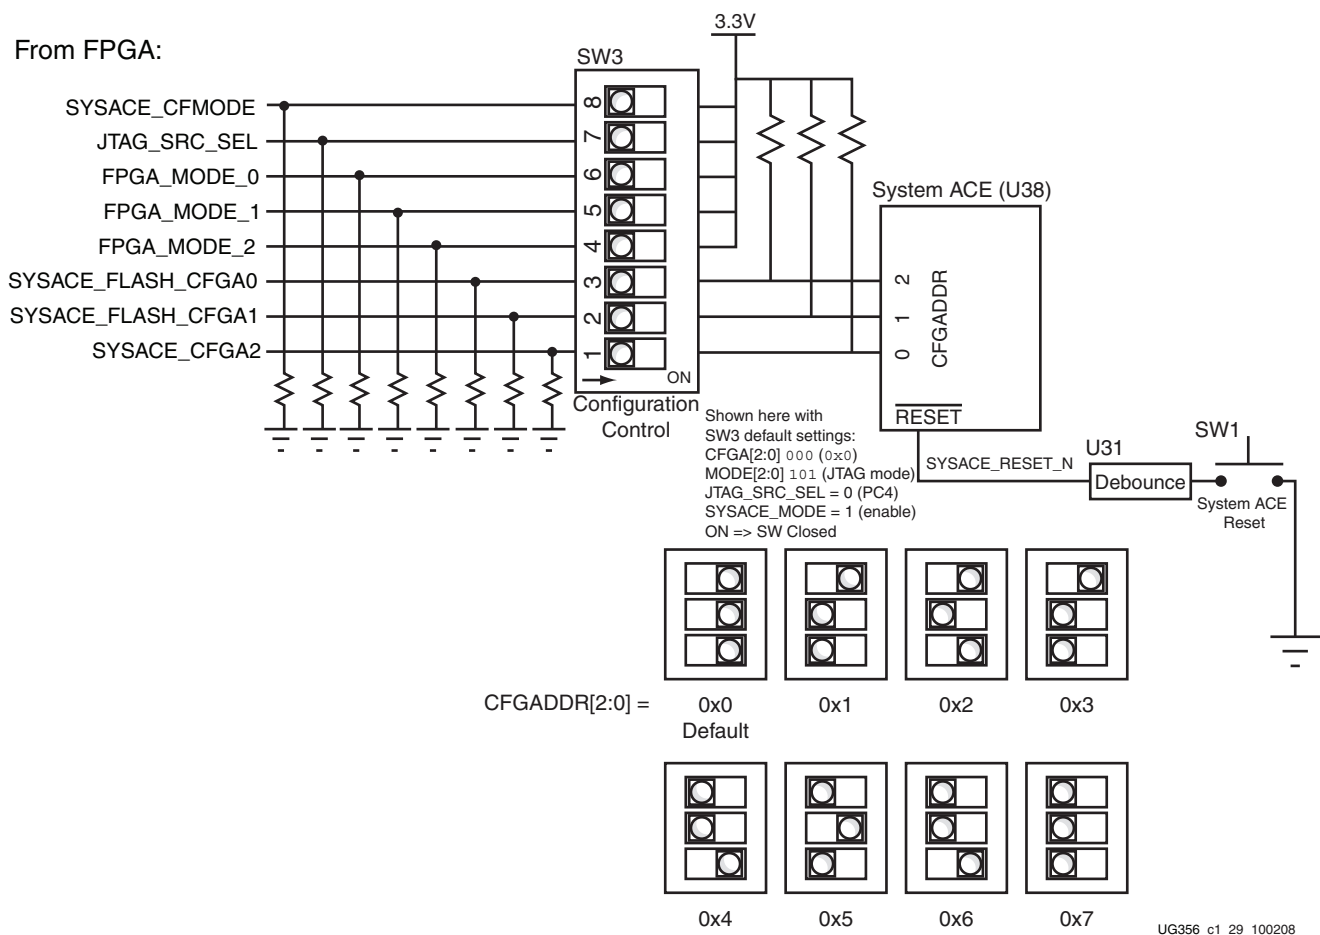 3.3V
From FPGA:
SW3
SYSACE_CFMODE
JTAG_SRC_SEL
FPGA_MODE_0
FPGA_MODE_1
FPGA_MODE_2
SYSACE_FLASH_CFGA0
SYSACE_FLASH_CFGA1
SYSACE_CFGA2
8
7
6
5
4
3
2
1
ON
Configuration
Control
System ACE (U38)
2
1
0
CFGADDR
RESET
Shown here with
SW3 default settings:
CFGA[2:0] 000 (0x0)
MODE[2:0] 101 (JTAG mode)
JTAG_SRC_SEL = 0 (PC4)
SYSACE_MODE = 1 (enable)
ON => SW Closed
SYSACE_RESET_N
U31
Debounce
SW1
System ACE
Reset
CFGADDR[2:0] =
0x0
Default
0x1
0x2
0x3
0x4
0x5
0x6
0x7
UG356_c1_29_100208